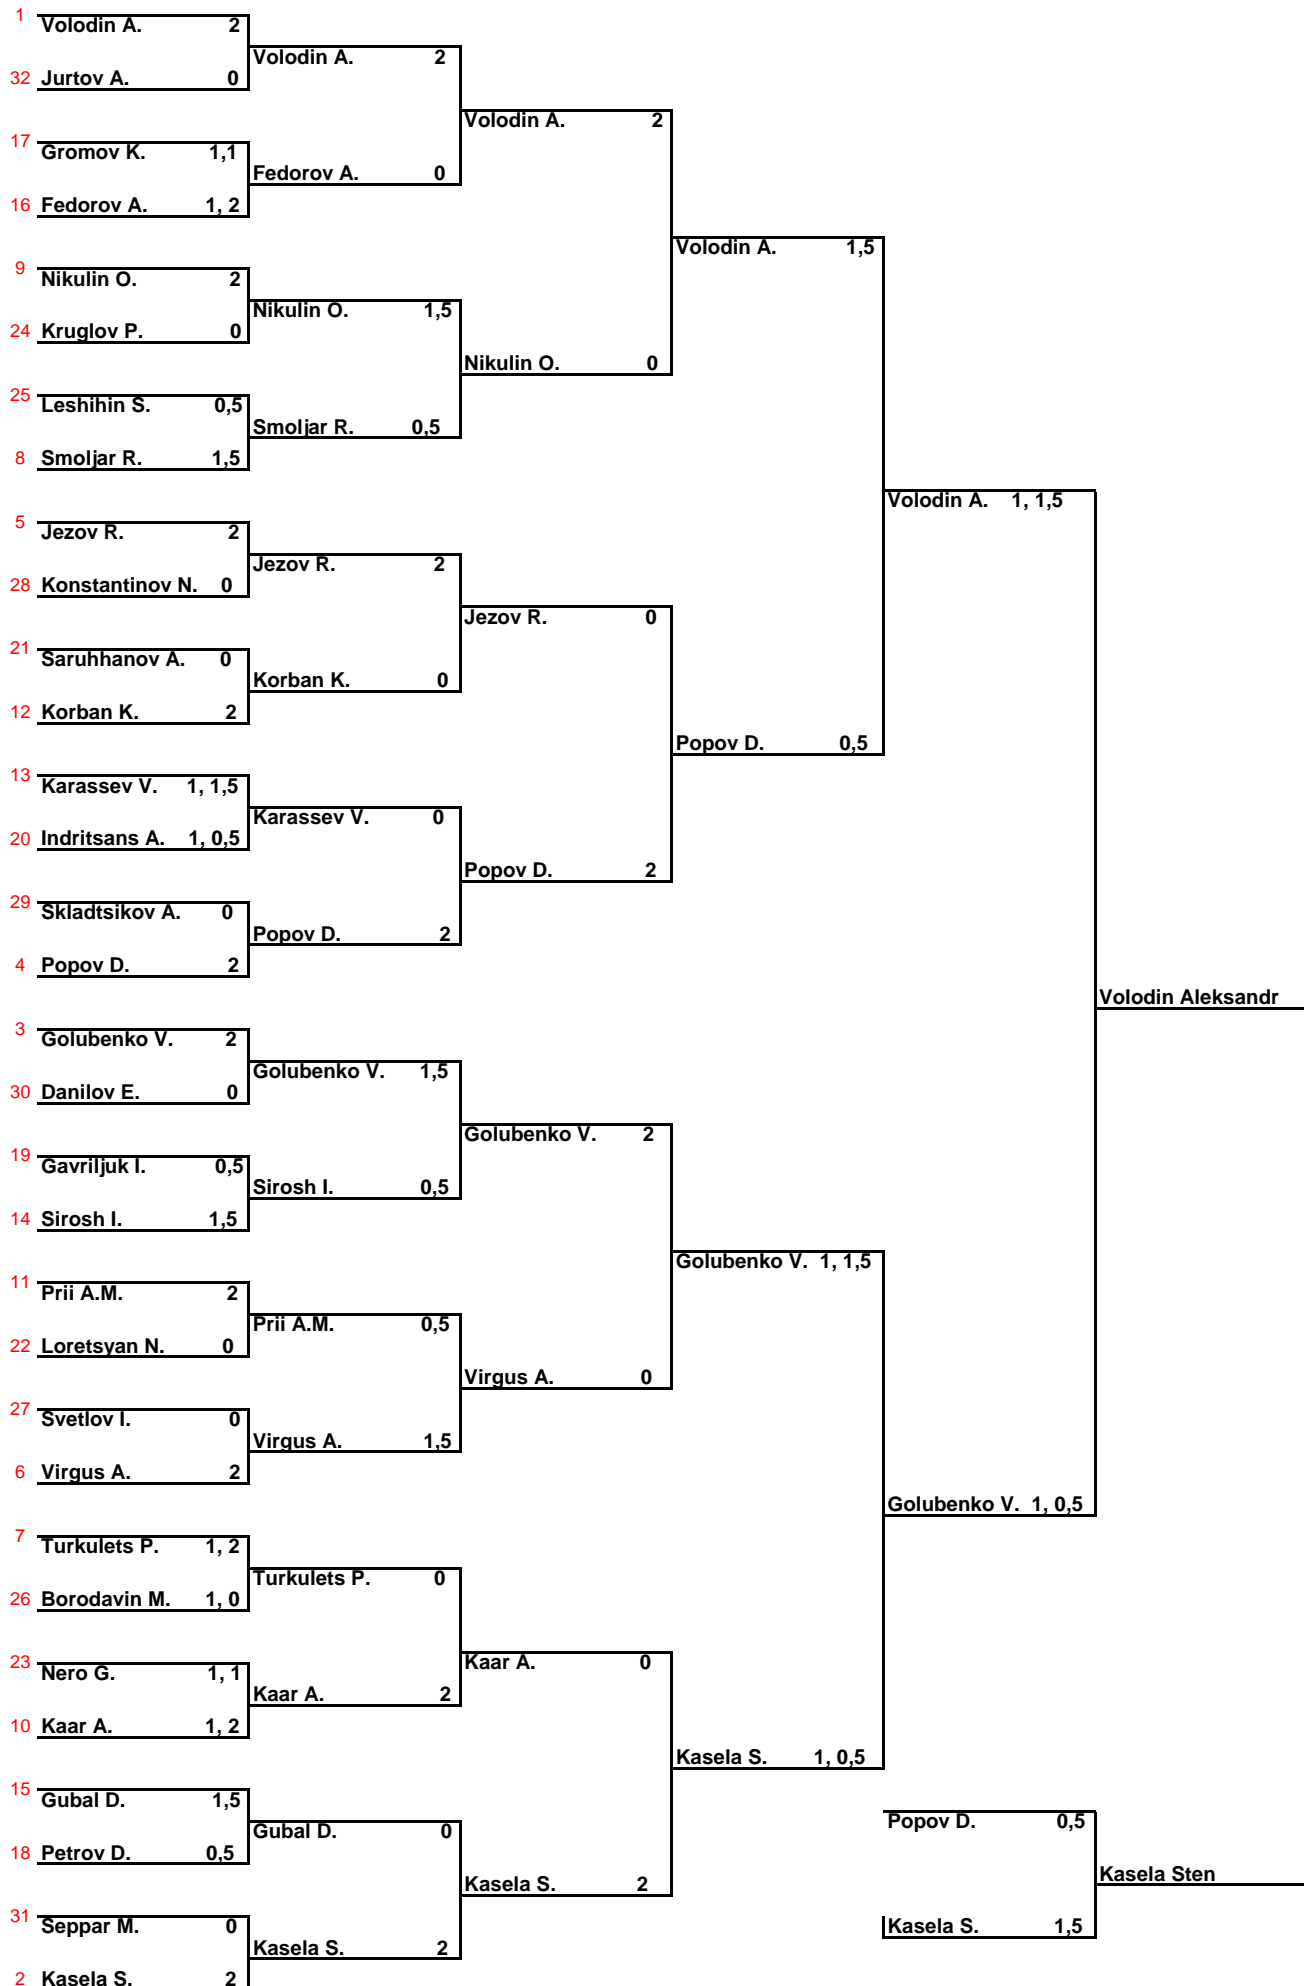 1 Volodin A. 2
Volodin A. 2
32 Jurtov A. 0
Volodin A. 2
17 Gromov K. 1,1
Fedorov A. 0
16 Fedorov A. 1, 2
Volodin A. 1,5
9 Nikulin O. 2
Nikulin O. 1,5
24 Kruglov P. 0
Nikulin O. 0
25 Leshihin S. 0,5
Smoljar R. 0,5
8 Smoljar R. 1,5
Volodin A. 1, 1,5
5 Jezov R. 2
Jezov R. 2
28 Konstantinov N. 0
Jezov R. 0
21 Saruhhanov A. 0
Korban K. 0
12 Korban K. 2
Popov D. 0,5
13 Karassev V. 1, 1,5
Karassev V. 0
20 Indritsans A. 1, 0,5
Popov D. 2
29 Skladtsikov A. 0
Popov D. 2
4 Popov D. 2
Volodin Aleksandr
3 Golubenko V. 2
Golubenko V. 1,5
30 Danilov E. 0
Golubenko V. 2
19 Gavriljuk I. 0,5
Sirosh I. 0,5
14 Sirosh I. 1,5
Golubenko V. 1, 1,5
11 Prii A.M. 2
Prii A.M. 0,5
22 Loretsyan N. 0
Virgus A. 0
27 Svetlov I. 0
Virgus A. 1,5
6 Virgus A. 2
Golubenko V. 1, 0,5
7 Turkulets P. 1, 2
Turkulets P. 0
26 Borodavin M. 1, 0
Kaar A. 0
23 Nero G. 1, 1
Kaar A. 2
10 Kaar A. 1, 2
Kasela S. 1, 0,5
15 Gubal D. 1,5
Popov D. 0,5
Gubal D. 0
18 Petrov D. 0,5
Kasela Sten
Kasela S. 2
31 Seppar M. 0
Kasela S. 1,5
Kasela S. 2
2 Kasela S. 2